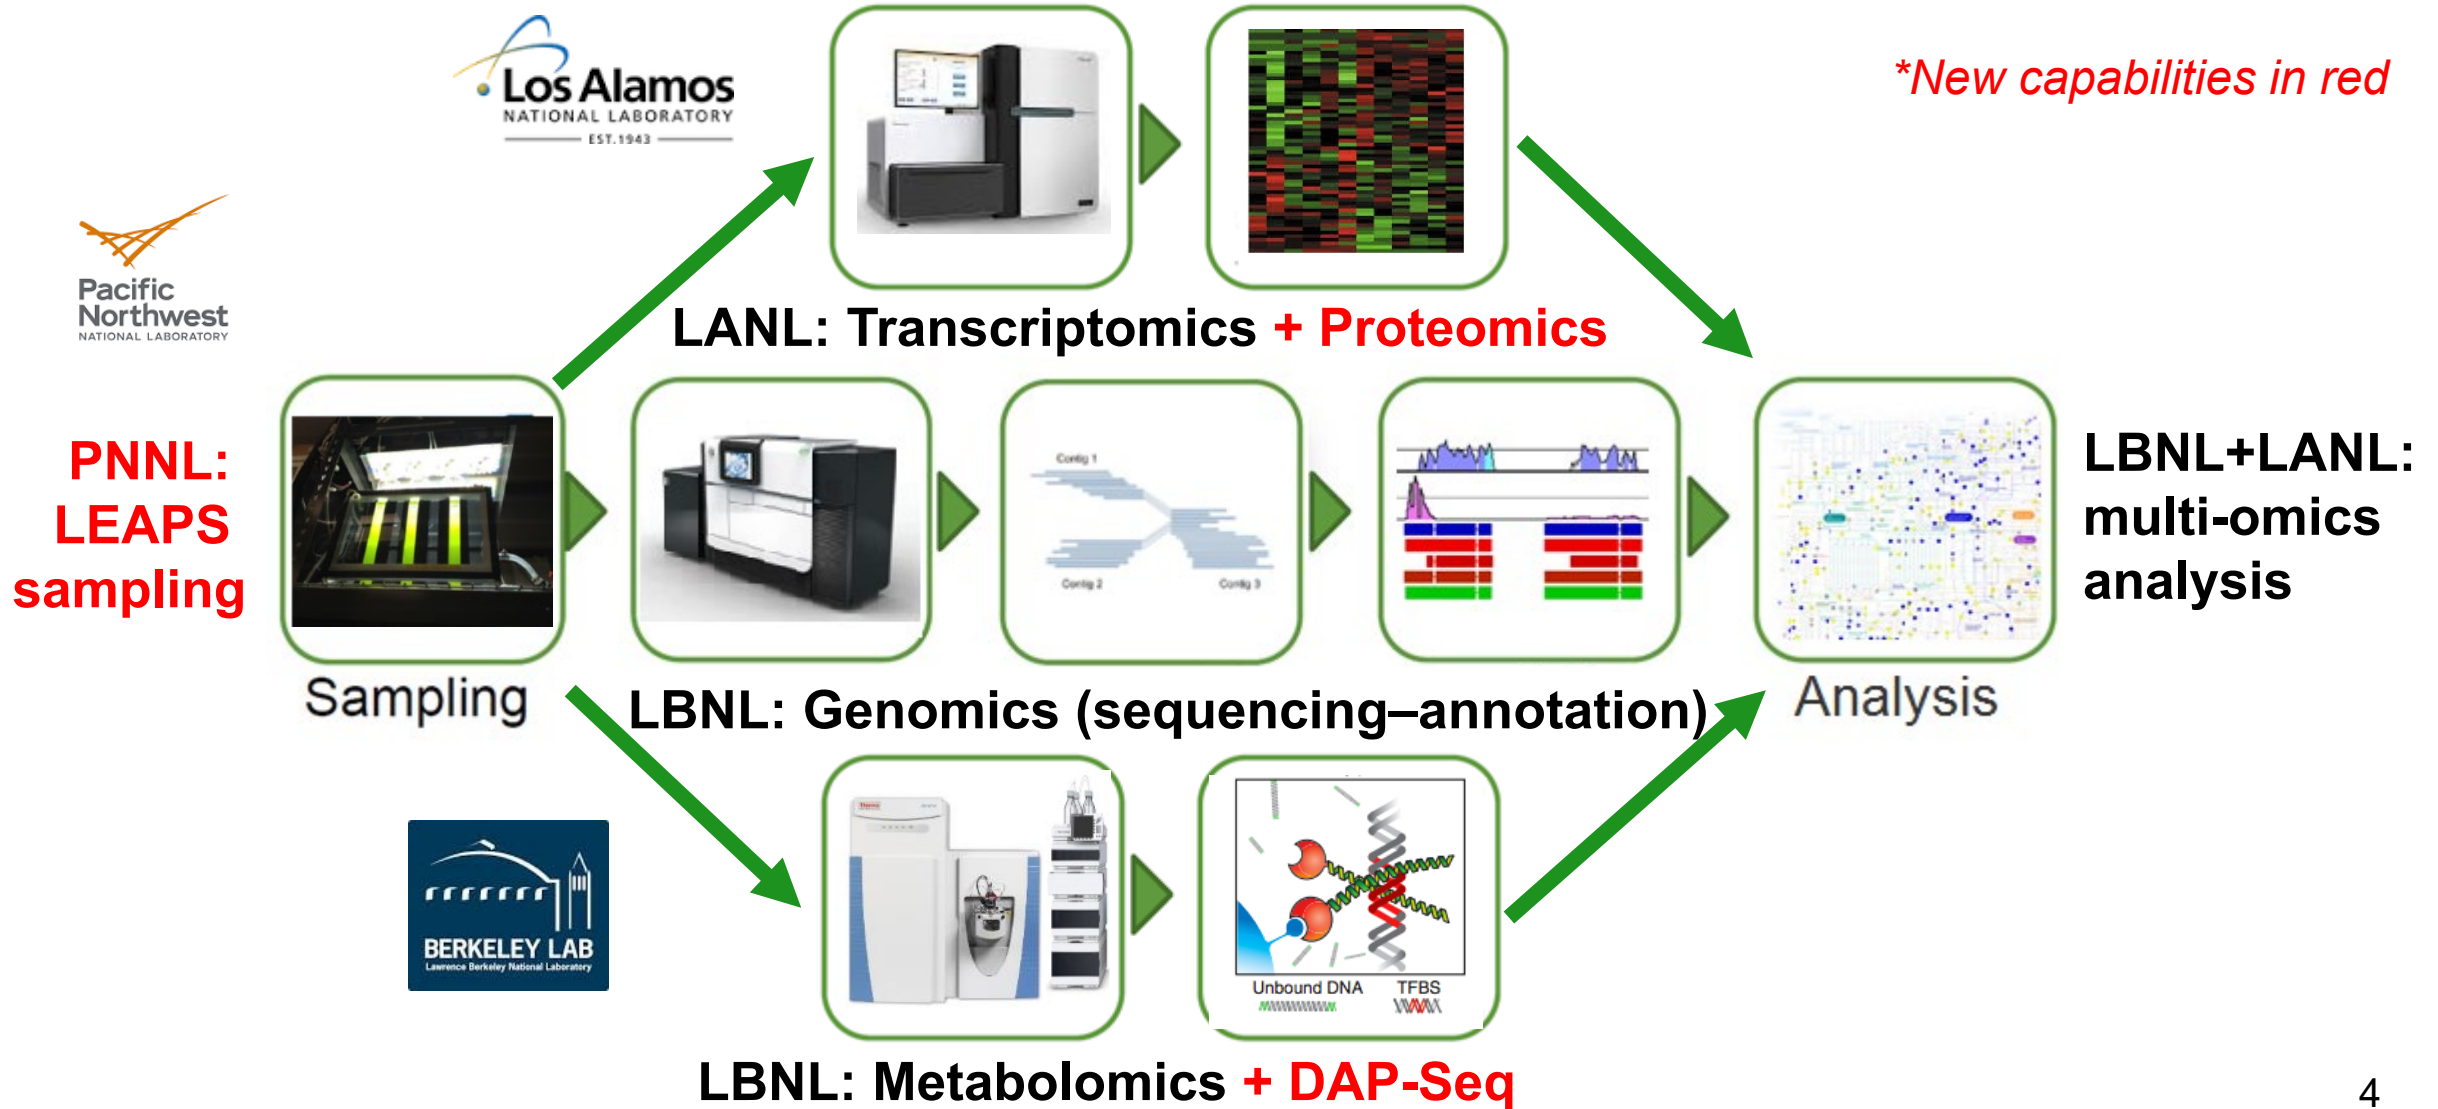 Los Alamos
NATIONAL LABORATORY
EST.1943
*New capabilities in red
Pacific
Northwest
NATIONAL LABORATORY
LANL: Transcriptomics + Proteomics
PNNL:
LEAPS
sampling
Contig 1
Contig 2
Contig 3
LBNL+LANL:
multi-omics
analysis
Sampling
LBNL: Genomics (sequencing–annotation)
Analysis
BERKELEY LAB
Lawrence Berkeley National Laboratory
Unbound DNA
TFBS
LBNL: Metabolomics + DAP-Seq
4